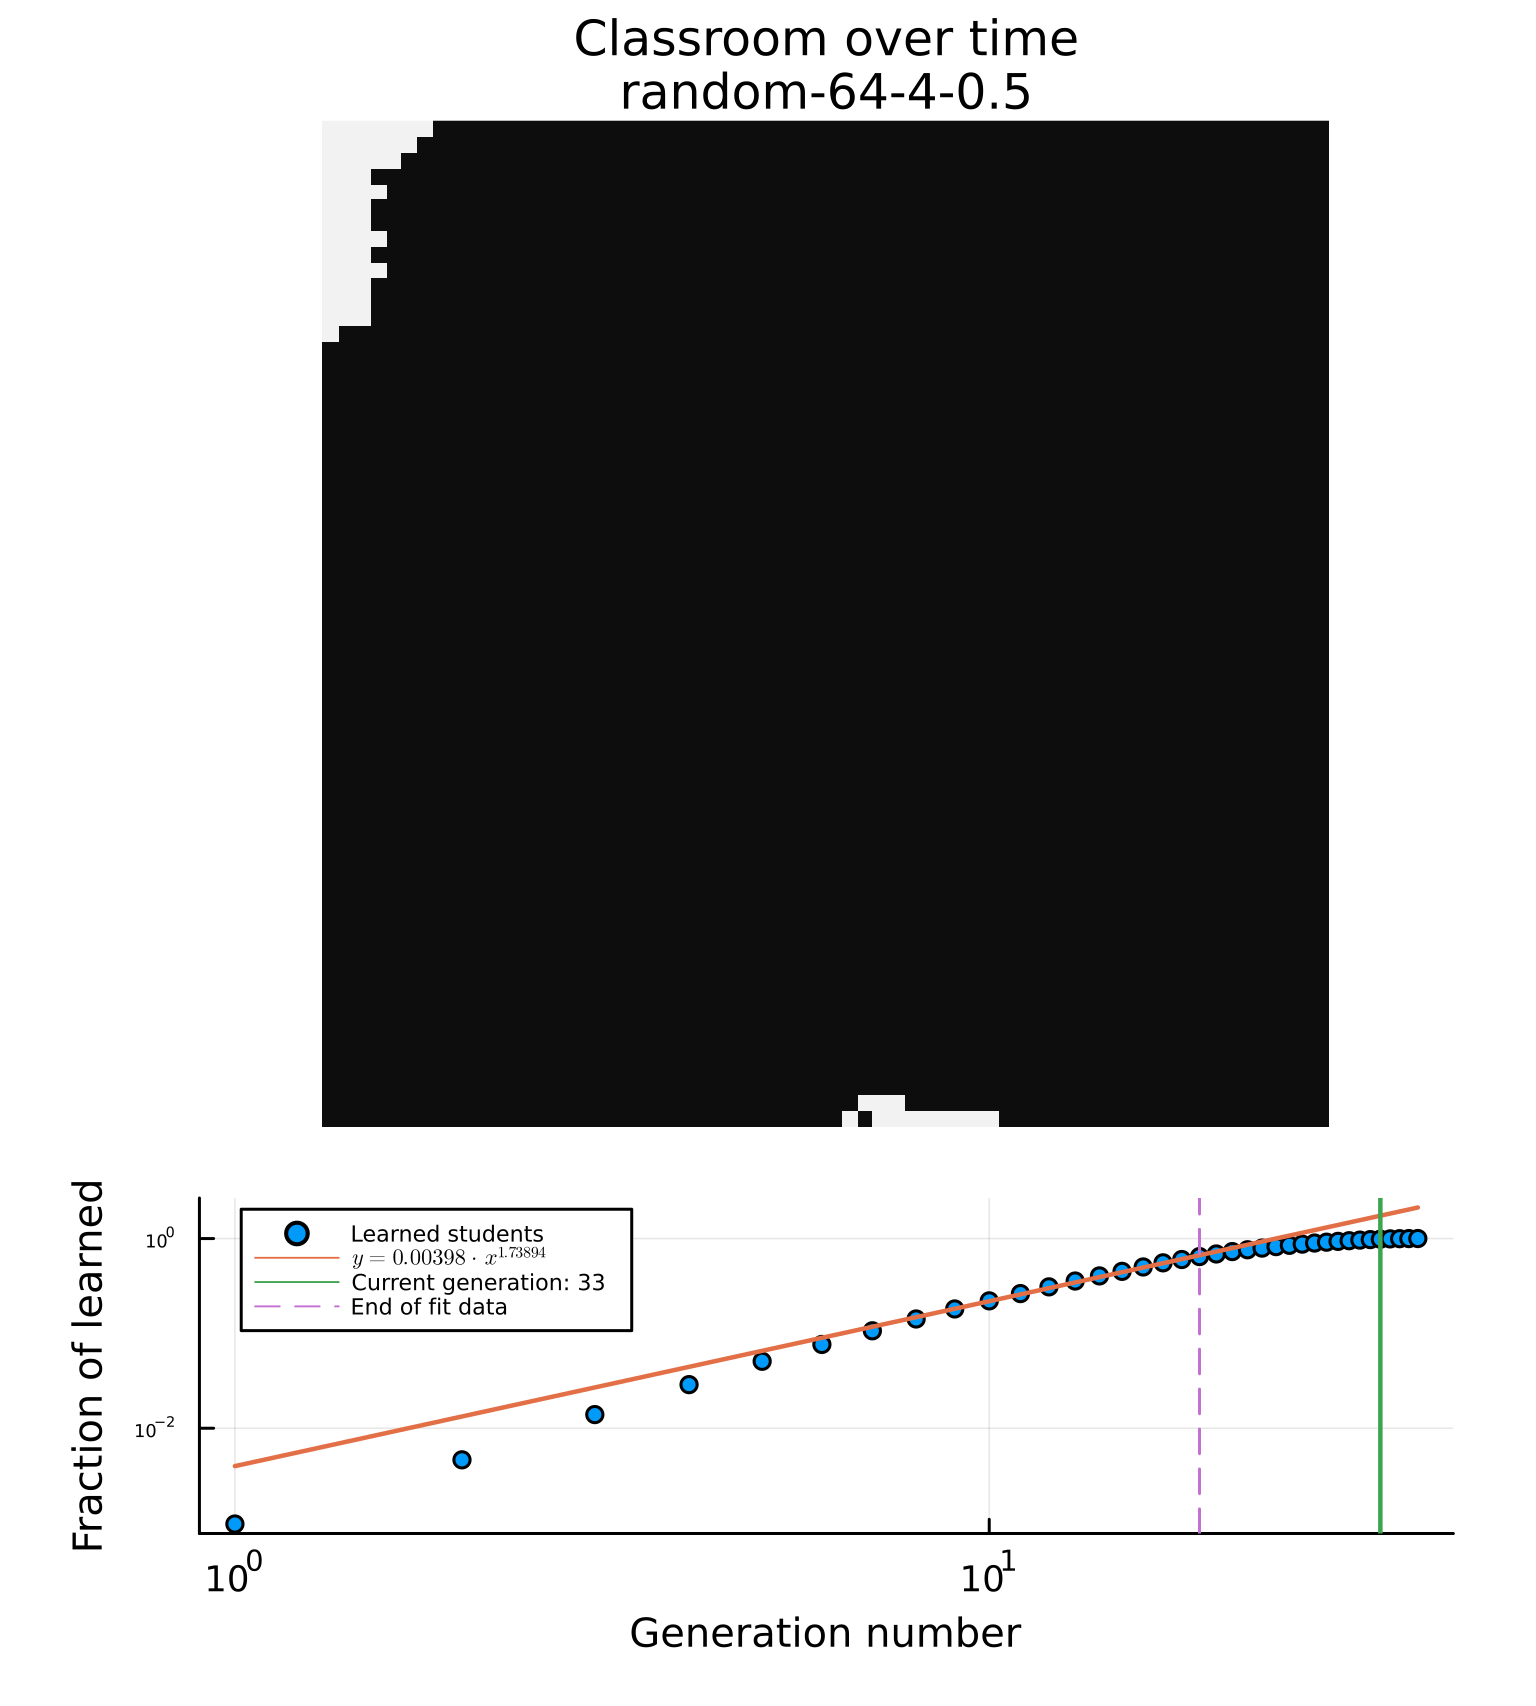 Classroom over time
random-64-4-0.5
Fraction of learned
10⁰
10⁻²
Learned students
y = 0.00398 · x^1.73894
Current generation: 33
End of fit data
10⁰
10¹
Generation number